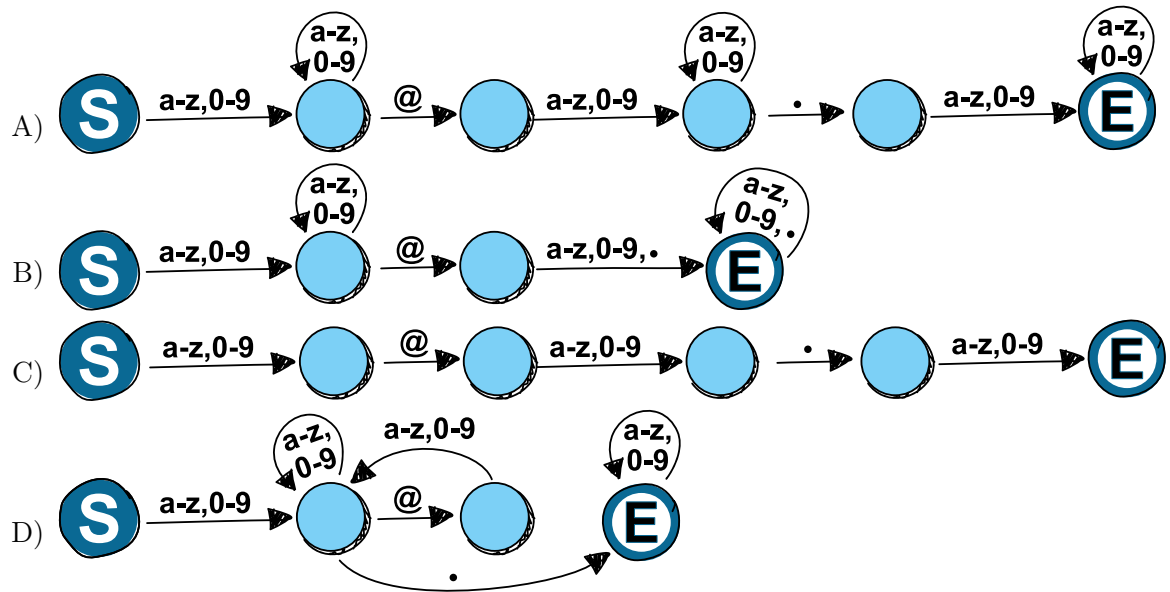 a-z, 0-9 a-z, 0-9 a-z, 0-9
A) S a-z,0-9 @ a-z,0-9 . a-z,0-9 E
a-z, 0-9 a-z, 0-9,.
B) S a-z,0-9 @ a-z,0-9,. E
C) S a-z,0-9 @ a-z,0-9 . a-z,0-9 E
a-z, 0-9 a-z,0-9 a-z, 0-9
D) S a-z,0-9 @ E
.